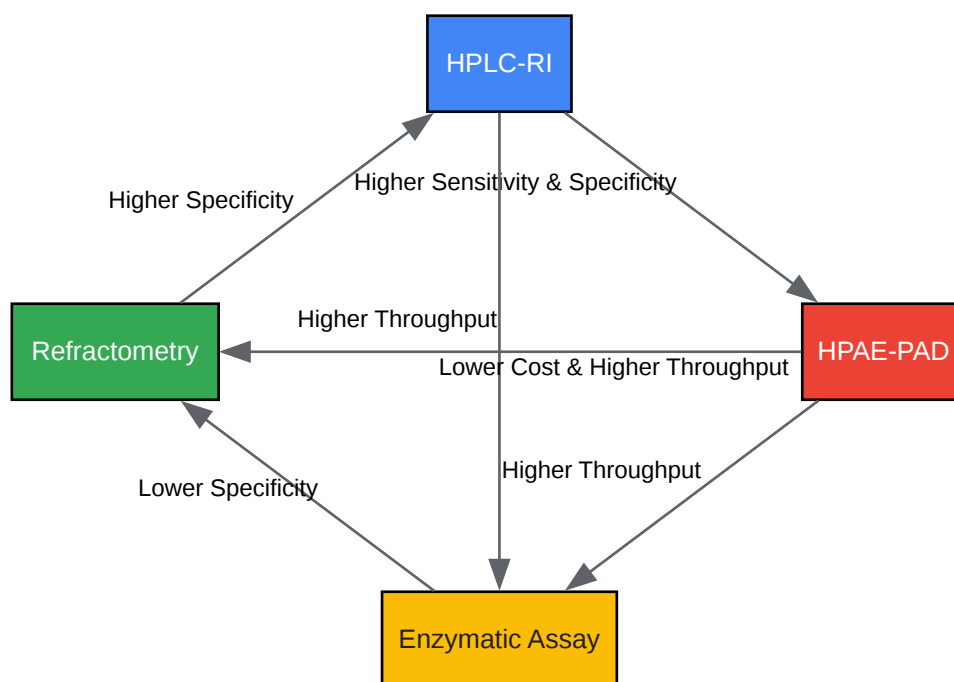 HPLC-RI
Higher Sensitivity & Specificity
Higher Specificity
Higher Throughput
Refractometry
HPAE-PAD
Lower Cost & Higher Throughput
Higher Throughput
Lower Specificity
Enzymatic Assay